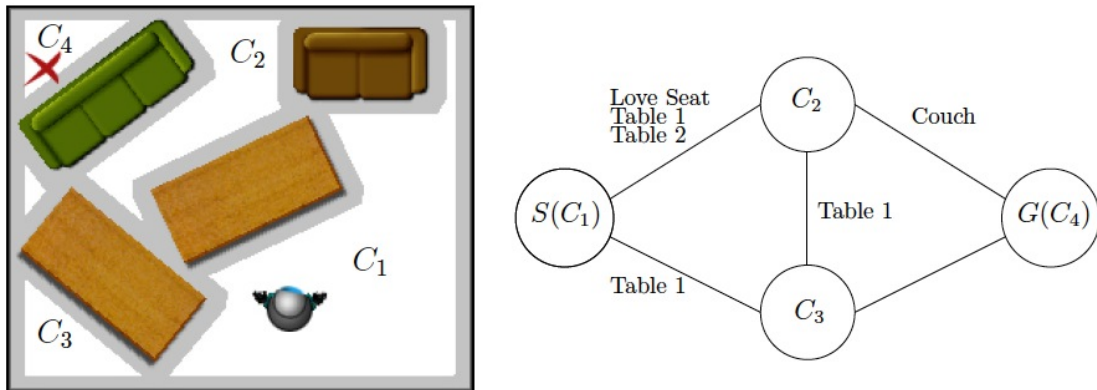 C₄
C₂
C₁
C₃
Love Seat
Table 1
Table 2
C₂
Couch
S(C₁)
Table 1
G(C₄)
Table 1
C₃